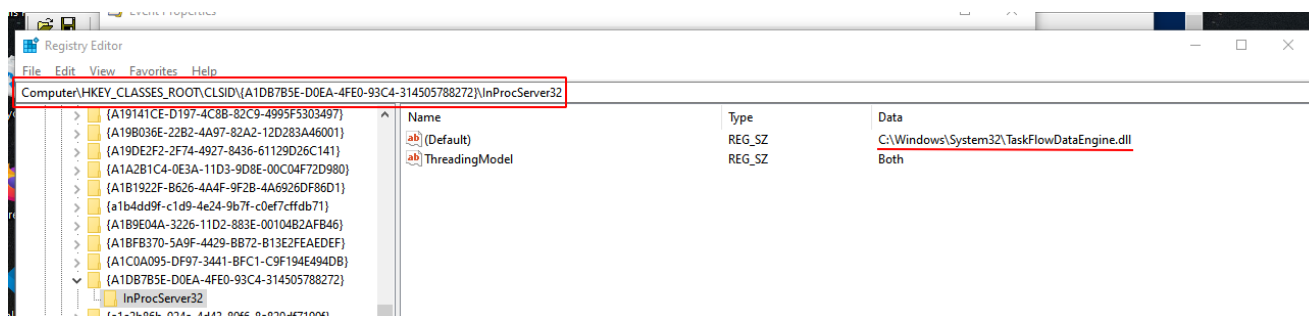 Event Properties
Registry Editor
File Edit View Favorites Help
Computer\HKEY_CLASSES_ROOT\CLSID\{A1DB7B5E-D0EA-4FE0-93C4-314505788272}\InProcServer32
{A19141CE-D197-4C8B-82C9-4995F5303497}
{A19B036E-22B2-4A97-82A2-12D283A46001}
{A19DE2F2-2F74-4927-8436-61129D26C141}
{A1A2B1C4-0E3A-11D3-9D8E-00C04F72D980}
{A1B1922F-B626-4A4F-9F2B-4A6926DF86D1}
{a1b4dd9f-c1d9-4e24-9b7f-c0ef7cffdb71}
{A1B9E04A-3226-11D2-883E-00104B2AFB46}
{A1BFB370-5A9F-4429-BB72-B13E2FEAEDEF}
{A1C0A095-DF97-3441-BFC1-C9F194E494DB}
{A1DB7B5E-D0EA-4FE0-93C4-314505788272}
InProcServer32
Name Type Data
(Default) REG_SZ C:\Windows\System32\TaskFlowDataEngine.dll
ThreadingModel REG_SZ Both